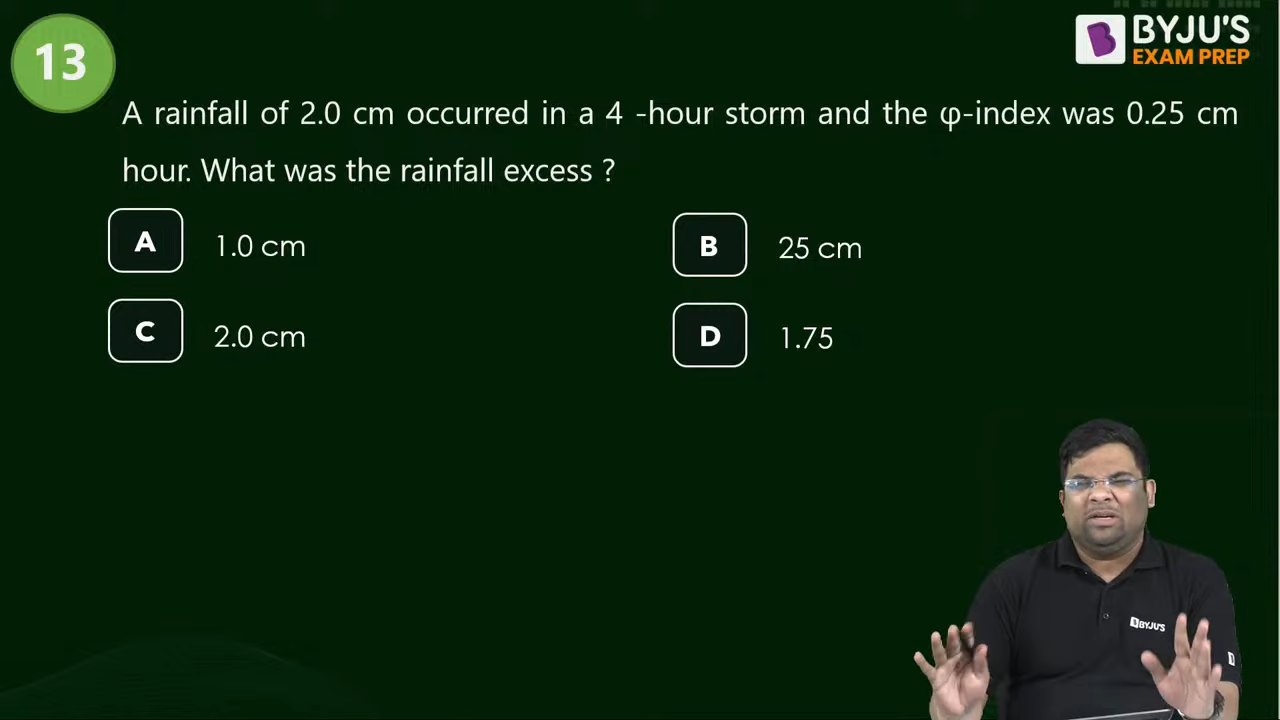 13
BYJU'S
EXAM PREP
A rainfall of 2.0 cm occurred in a 4 -hour storm and the φ-index was 0.25 cm
hour. What was the rainfall excess ?
A 1.0 cm
B 25 cm
C 2.0 cm
D 1.75
BYJU'S